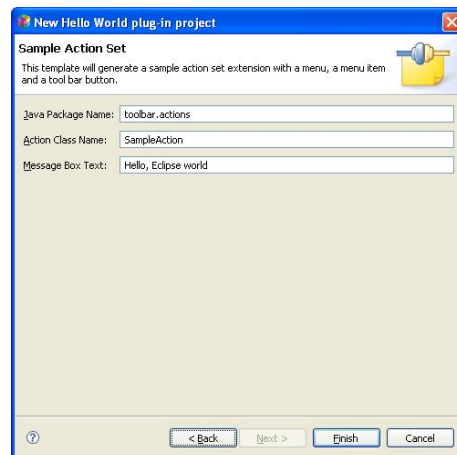 New Hello World plug-in project
Sample Action Set
This template will generate a sample action set extension with a menu, a menu item
and a tool bar button.
Java Package Name: toolbar.actions
Action Class Name: SampleAction
Message Box Text: Hello, Eclipse world
? < Back Next > Finish Cancel